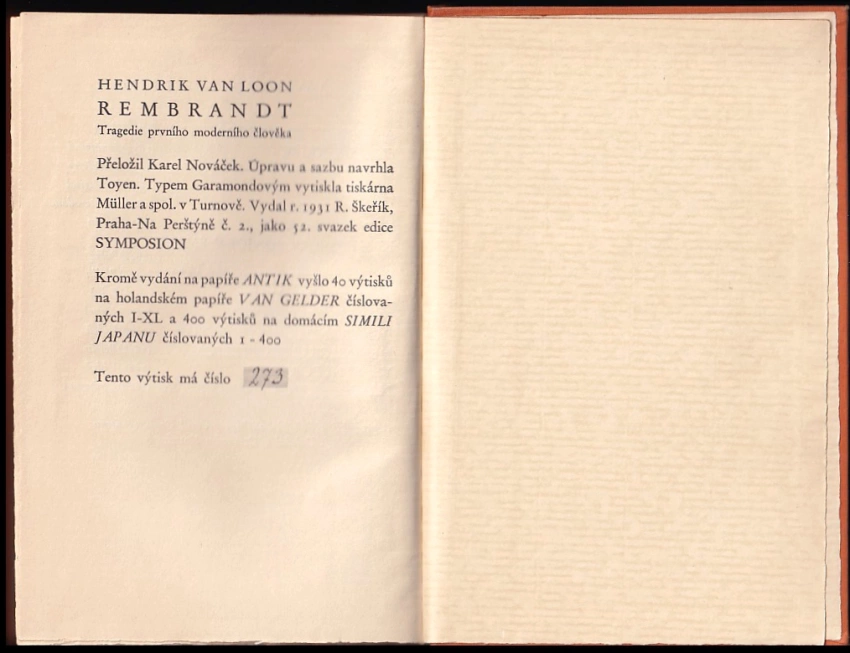 HENDRIK VAN LOON
REMBRANDT
Tragedie prvního moderního člověka
Přeložil Karel Nováček. Úpravu a sazbu navrhla
Toyen. Typem Garamondovým vytiskla tiskárna
Müller a spol. v Turnově. Vydal r. 1931 R. Škeřík,
Praha-Na Perštýně č. 2., jako 52. svazek edice
SYMPOSION
Kromě vydání na papíře ANTIK vyšlo 40 výtisků
na holandském papíře VAN GELDER číslova-
ných I-XL a 400 výtisků na domácím SIMILI
JAPANU číslovaných 1 - 400
Tento výtisk má číslo 273